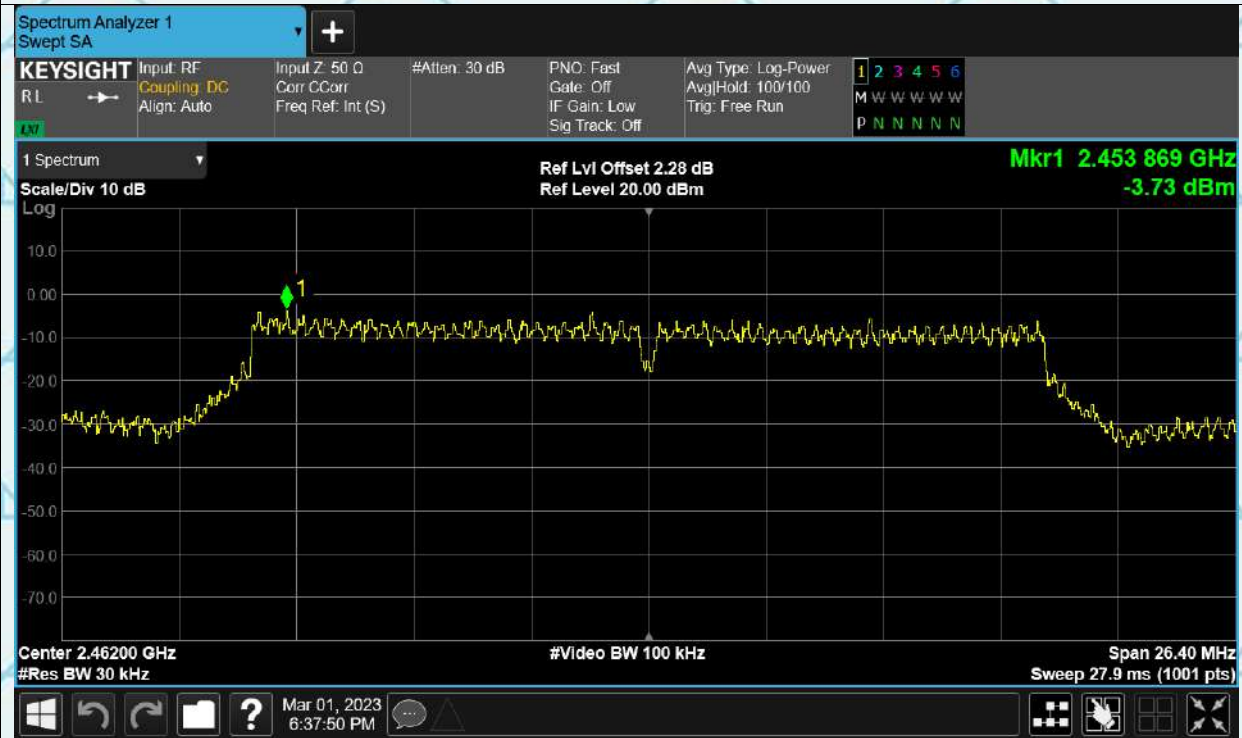 Spectrum Analyzer 1
Swept SA
+
KEYSIGHT
RL
LXI
Input: RF
Coupling: DC
Align: Auto
Input Z: 50 Ω
Corr CCorr
Freq Ref: Int (S)
#Atten: 30 dB
PNO: Fast
Gate: Off
IF Gain: Low
Sig Track: Off
Avg Type: Log-Power
Avg|Hold: 100/100
Trig: Free Run
1 2 3 4 5 6
M W W W W W
P N N N N N
1 Spectrum
Scale/Div 10 dB
Log
Ref Lvl Offset 2.28 dB
Ref Level 20.00 dBm
Mkr1 2.453 869 GHz
-3.73 dBm
10.0
0.00
1
-10.0
-20.0
-30.0
-40.0
-50.0
-60.0
-70.0
Center 2.46200 GHz
#Video BW 100 kHz
Span 26.40 MHz
#Res BW 30 kHz
Sweep 27.9 ms (1001 pts)
?
Mar 01, 2023
6:37:50 PM